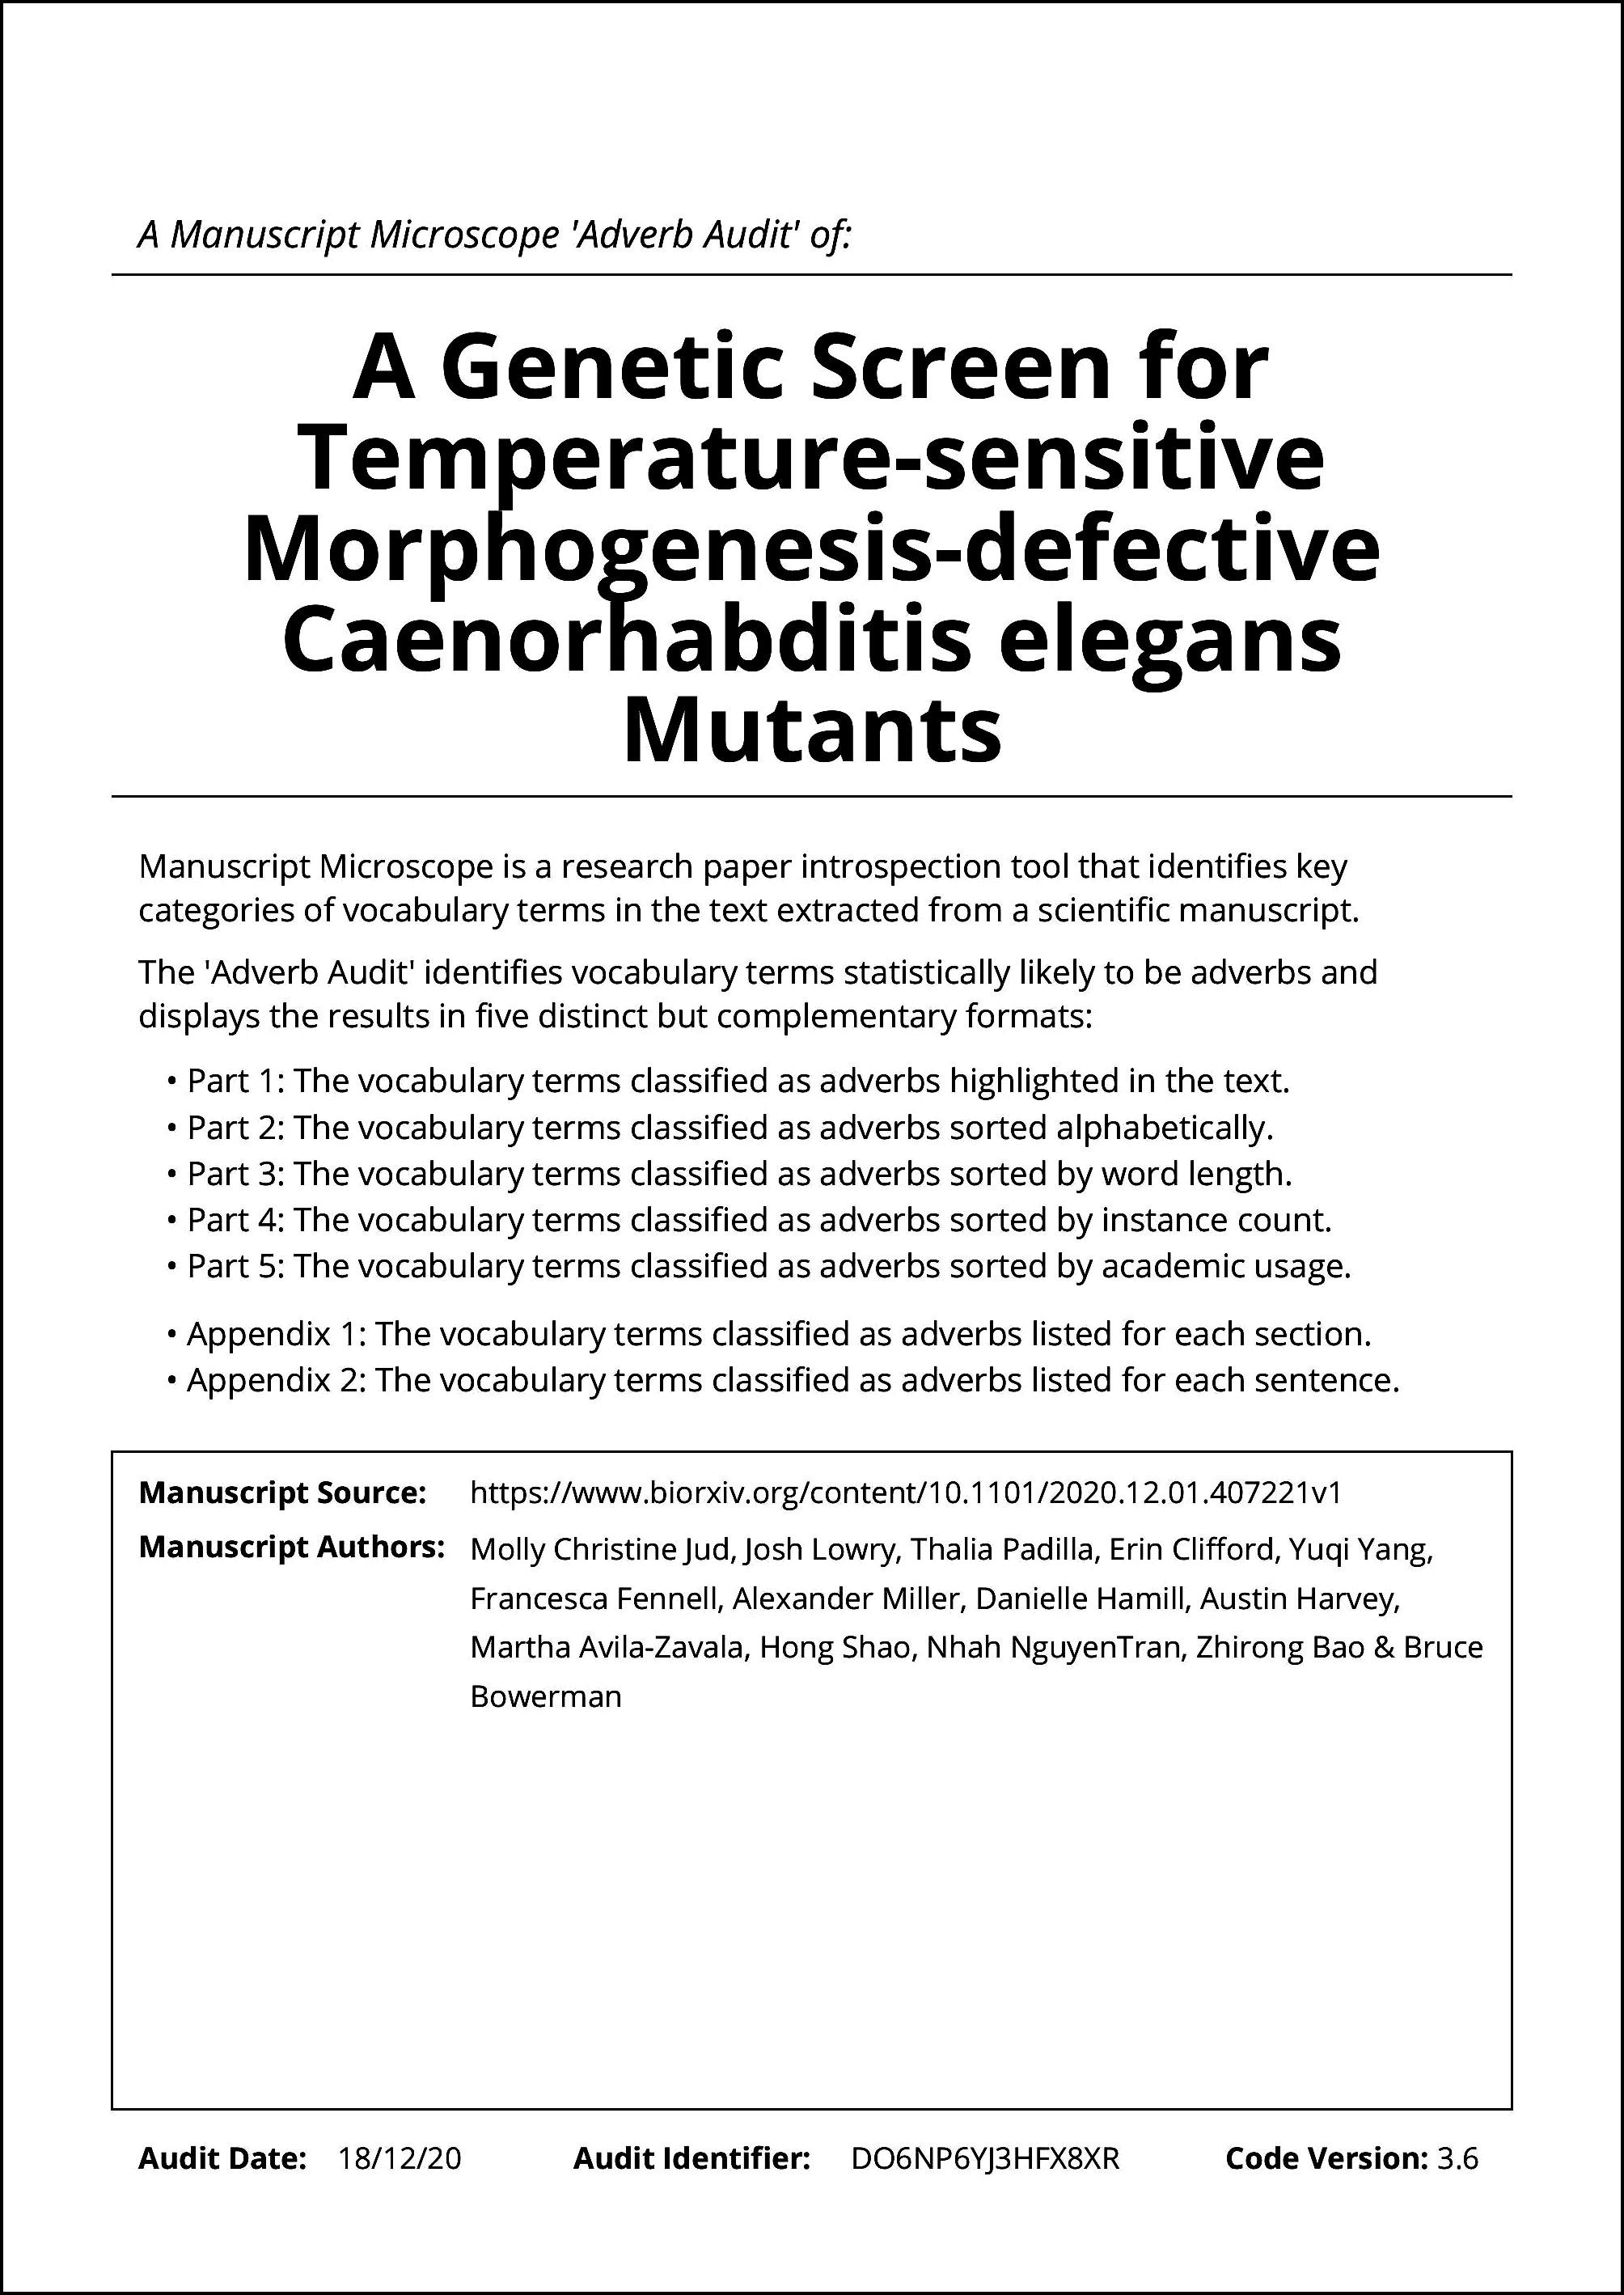 A Manuscript Microscope 'Adverb Audit' of:
A Genetic Screen for
Temperature-sensitive
Morphogenesis-defective
Caenorhabditis elegans
Mutants
Manuscript Microscope is a research paper introspection tool that identifies key
categories of vocabulary terms in the text extracted from a scientific manuscript.
The 'Adverb Audit' identifies vocabulary terms statistically likely to be adverbs and
displays the results in five distinct but complementary formats:
• Part 1: The vocabulary terms classified as adverbs highlighted in the text.
• Part 2: The vocabulary terms classified as adverbs sorted alphabetically.
• Part 3: The vocabulary terms classified as adverbs sorted by word length.
• Part 4: The vocabulary terms classified as adverbs sorted by instance count.
• Part 5: The vocabulary terms classified as adverbs sorted by academic usage.
• Appendix 1: The vocabulary terms classified as adverbs listed for each section.
• Appendix 2: The vocabulary terms classified as adverbs listed for each sentence.
Manuscript Source: https://www.biorxiv.org/content/10.1101/2020.12.01.407221v1
Manuscript Authors: Molly Christine Jud, Josh Lowry, Thalia Padilla, Erin Clifford, Yuqi Yang,
Francesca Fennell, Alexander Miller, Danielle Hamill, Austin Harvey,
Martha Avila-Zavala, Hong Shao, Nhah NguyenTran, Zhirong Bao & Bruce
Bowerman
Audit Date: 18/12/20 Audit Identifier: DO6NP6YJ3HFX8XR Code Version: 3.6